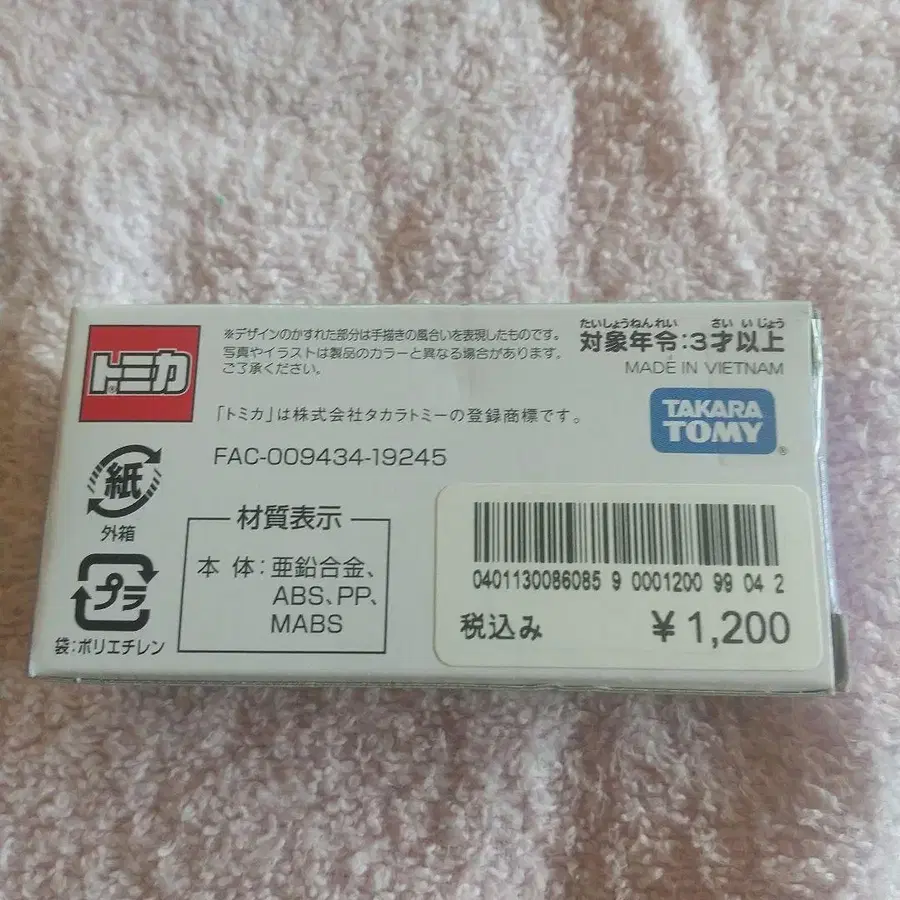 トミカ®
※デザインのかすれた部分は手描きの風合いを表現したものです。
写真やイラストは製品のカラーと異なる場合があります。
ご了承ください。
たいしょうねんれい さいいじょう
対象年令:3才以上
MADE IN VIETNAM
「トミカ」は株式会社タカラトミーの登録商標です。
TAKARA
TOMY®
FAC-009434-19245
紙
外箱
プラ
袋:ポリエチレン
材質表示
本体:亜鉛合金、
ABS、PP、
MABS
0401130086085 9 0001200 99 04 2
税込み ¥1,200